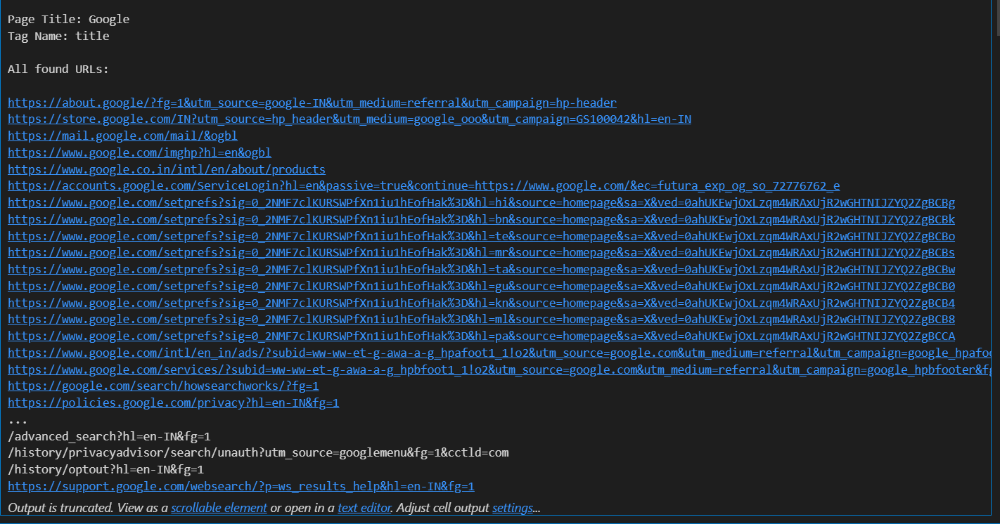 Page Title: Google
Tag Name: title
All found URLs:
https://about.google/?fg=1&utm_source=google-IN&utm_medium=referral&utm_campaign=hp-header
https://store.google.com/IN?utm_source=hp_header&utm_medium=google_ooo&utm_campaign=GS100042&hl=en-IN
https://mail.google.com/mail/&ogbl
https://www.google.com/imghp?hl=en&ogbl
https://www.google.co.in/intl/en/about/products
https://accounts.google.com/ServiceLogin?hl=en&passive=true&continue=https://www.google.com/&ec=futura_exp_og_so_72776762_e
https://www.google.com/setprefs?sig=0_2NMF7clKURSWPfXn1iu1hEofHak%3D&hl=hi&source=homepage&sa=X&ved=0ahUKEwjOxLzqm4WRAxUjR2wGHTNIJZYQ2ZgBCBg
https://www.google.com/setprefs?sig=0_2NMF7clKURSWPfXn1iu1hEofHak%3D&hl=bn&source=homepage&sa=X&ved=0ahUKEwjOxLzqm4WRAxUjR2wGHTNIJZYQ2ZgBCBk
https://www.google.com/setprefs?sig=0_2NMF7clKURSWPfXn1iu1hEofHak%3D&hl=te&source=homepage&sa=X&ved=0ahUKEwjOxLzqm4WRAxUjR2wGHTNIJZYQ2ZgBCBo
https://www.google.com/setprefs?sig=0_2NMF7clKURSWPfXn1iu1hEofHak%3D&hl=mr&source=homepage&sa=X&ved=0ahUKEwjOxLzqm4WRAxUjR2wGHTNIJZYQ2ZgBCBs
https://www.google.com/setprefs?sig=0_2NMF7clKURSWPfXn1iu1hEofHak%3D&hl=ta&source=homepage&sa=X&ved=0ahUKEwjOxLzqm4WRAxUjR2wGHTNIJZYQ2ZgBCBw
https://www.google.com/setprefs?sig=0_2NMF7clKURSWPfXn1iu1hEofHak%3D&hl=gu&source=homepage&sa=X&ved=0ahUKEwjOxLzqm4WRAxUjR2wGHTNIJZYQ2ZgBCB0
https://www.google.com/setprefs?sig=0_2NMF7clKURSWPfXn1iu1hEofHak%3D&hl=kn&source=homepage&sa=X&ved=0ahUKEwjOxLzqm4WRAxUjR2wGHTNIJZYQ2ZgBCB4
https://www.google.com/setprefs?sig=0_2NMF7clKURSWPfXn1iu1hEofHak%3D&hl=ml&source=homepage&sa=X&ved=0ahUKEwjOxLzqm4WRAxUjR2wGHTNIJZYQ2ZgBCB8
https://www.google.com/setprefs?sig=0_2NMF7clKURSWPfXn1iu1hEofHak%3D&hl=pa&source=homepage&sa=X&ved=0ahUKEwjOxLzqm4WRAxUjR2wGHTNIJZYQ2ZgBCCA
https://www.google.com/intl/en_in/ads/?subid=ww-ww-et-g-awa-a-g_hpafoot1_1!o2&utm_source=google.com&utm_medium=referral&utm_campaign=google_hpafoo
https://www.google.com/services/?subid=ww-ww-et-g-awa-a-g_hpbfoot1_1!o2&utm_source=google.com&utm_medium=referral&utm_campaign=google_hpbfooter&fg
https://google.com/search/howsearchworks/?fg=1
https://policies.google.com/privacy?hl=en-IN&fg=1
...
/advanced_search?hl=en-IN&fg=1
/history/privacyadvisor/search/unauth?utm_source=googlemenu&fg=1&cctld=com
/history/optout?hl=en-IN&fg=1
https://support.google.com/websearch/?p=ws_results_help&hl=en-IN&fg=1
Output is truncated. View as a scrollable element or open in a text editor. Adjust cell output settings...